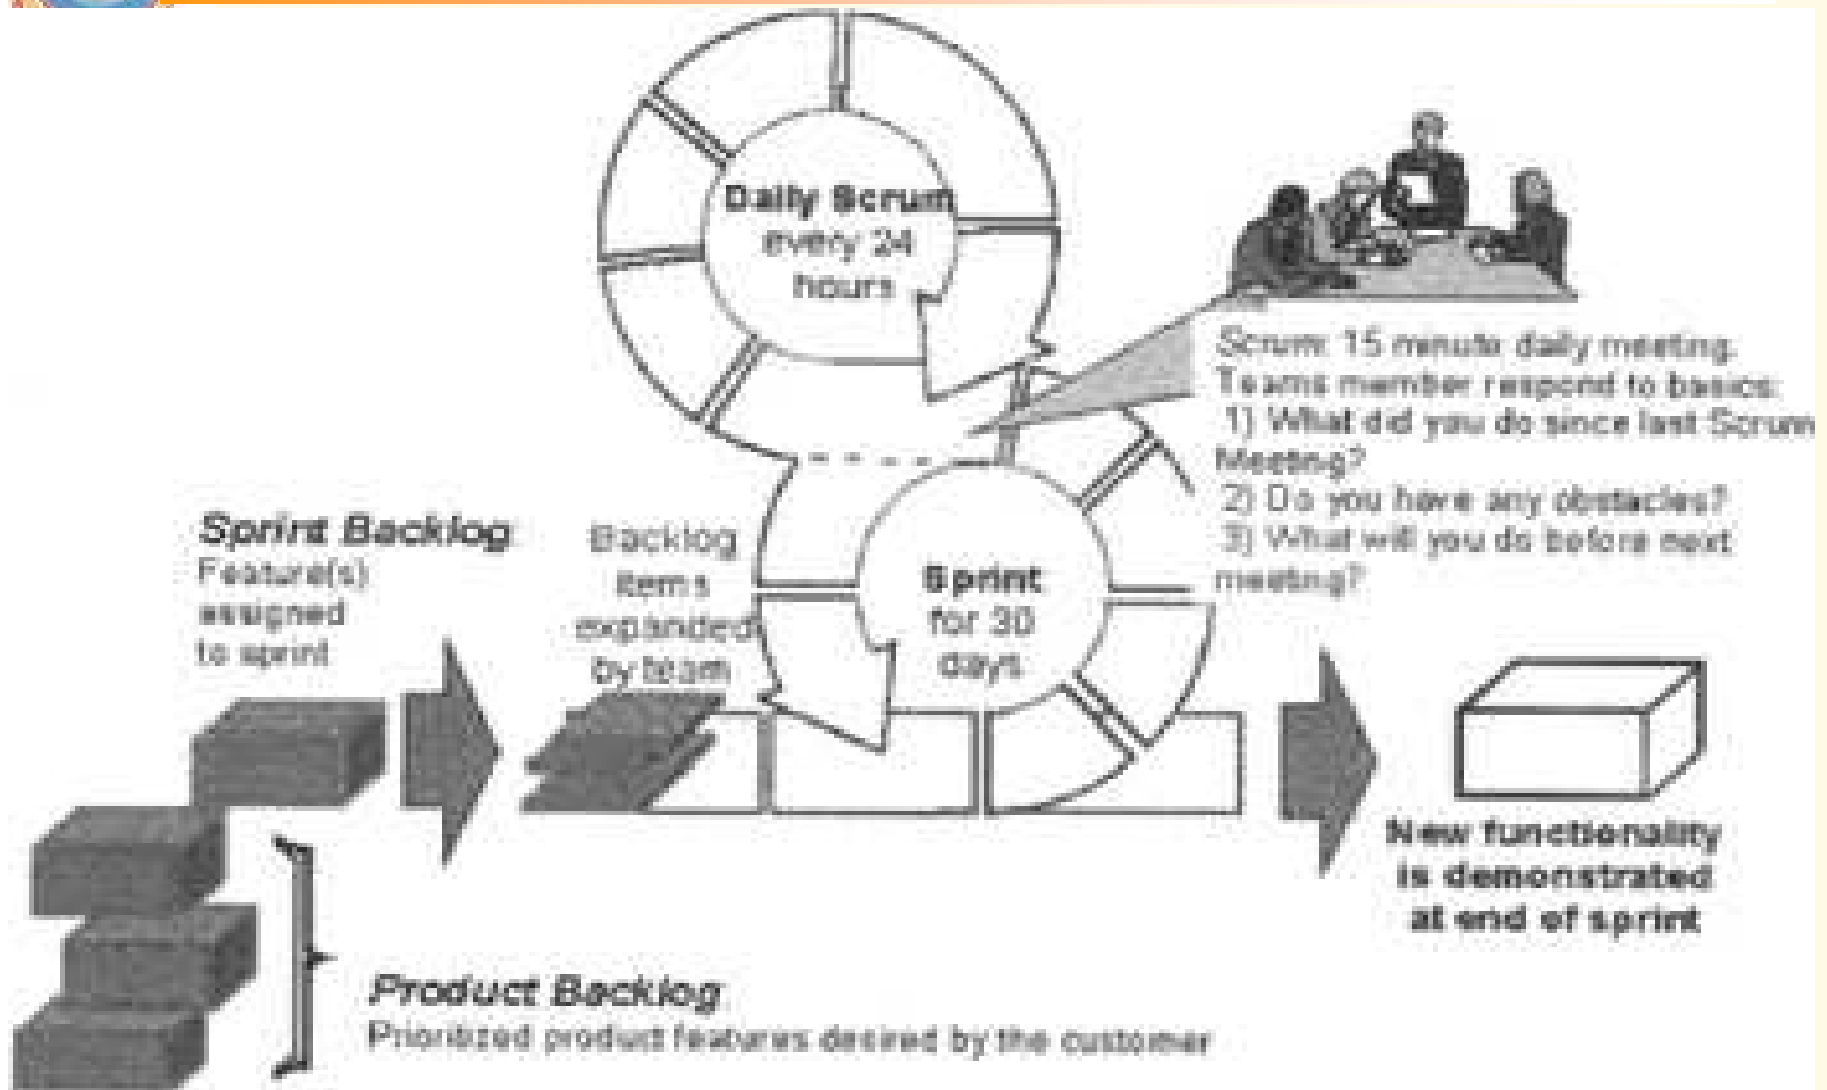 Daily Scrum
every 24
hours
Scrum: 15 minute daily meeting.
Teams member respond to basics:
1) What did you do since last Scrum
Meeting?
2) Do you have any obstacles?
3) What will you do before next
meeting?
Sprint Backlog
Feature(s)
assigned
to sprint
Backlog
items
expanded
by team
Sprint
for 30
days
New functionality
is demonstrated
at end of sprint
Product Backlog
Prioritized product features desired by the customer